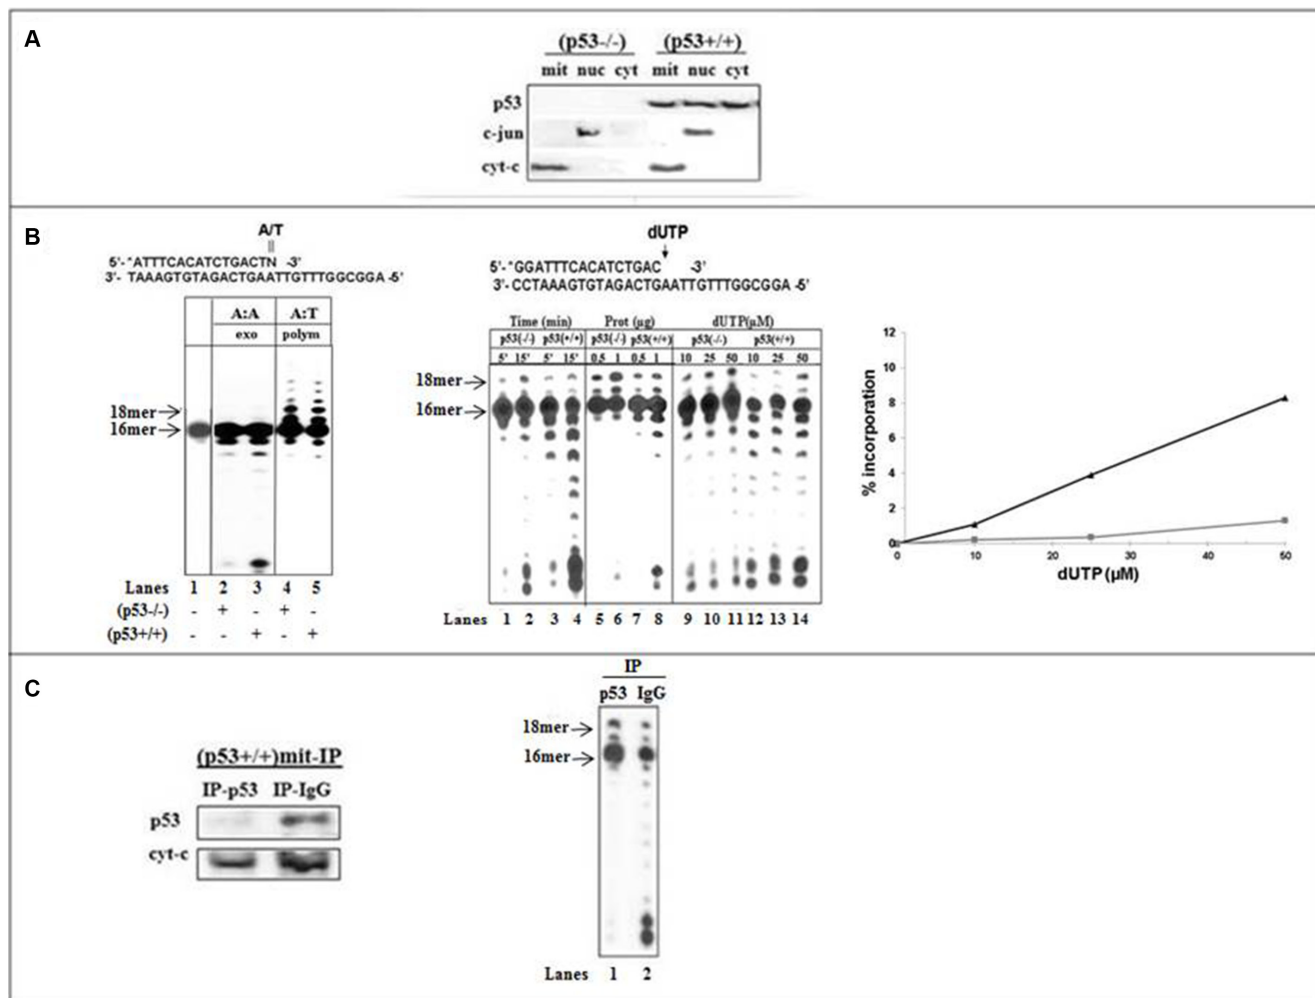 A
(p53-/-) (p53+/+)
mit nuc cyt mit nuc cyt
p53
c-jun
cyt-c
B
A/T
5'-*ATTTCACATCTGACTN -3'
3'- TAAAGTGTAGACTGAATTGTTTGGCGGA-5'
A:A A:T
exo polym
18mer
16mer
Lanes 1 2 3 4 5
(p53-/-) - + - + -
(p53+/+) - - + - +
dUTP
5'-*GGATTTCACATCTGAC -3'
3'-CCTAAAGTGTAGACTGAATTGTTTGGCGGA -5'
Time (min) Prot (µg) dUTP(µM)
p53(-/-) p53(+/+) p53(-/-) p53(+/+) p53(-/-) p53(+/+)
5' 15' 5' 15' 0,5 1 0,5 1 10 25 50 10 25 50
18mer
16mer
Lanes 1 2 3 4 5 6 7 8 9 10 11 12 13 14
% incorporation
12
10
8
6
4
2
0
0 10 20 30 40 50
dUTP (µM)
C
(p53+/+)mit-IP
IP-p53 IP-IgG
p53
cyt-c
IP
p53 IgG
18mer
16mer
Lanes 1 2